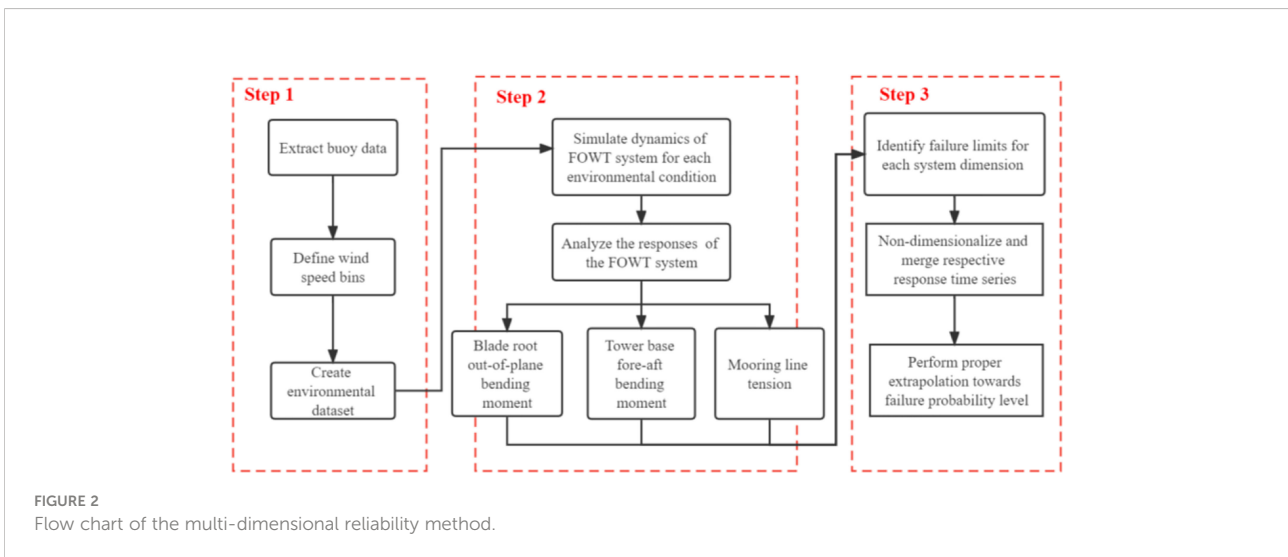 Step 1
Extract buoy data
Define wind
speed bins
Create
environmental
dataset
Step 2
Simulate dynamics of
FOWT system for each
environmental condition
Analyze the responses of
the FOWT system
Blade root
out-of-plane
bending
moment
Tower base
fore-aft
bending
moment
Mooring line
tension
Step 3
Identify failure limits for
each system dimension
Non-dimensionalize and
merge respective
response time series
Perform proper
extrapolation towards
failure probability level
FIGURE 2
Flow chart of the multi-dimensional reliability method.